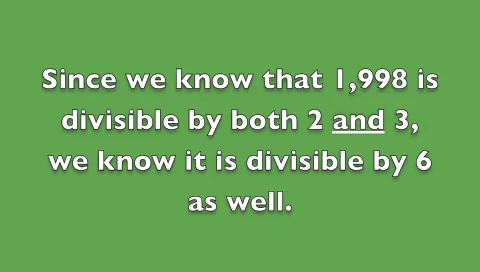 Since we know that 1,998 is
divisible by both 2 and 3,
we know it is divisible by 6
as well.